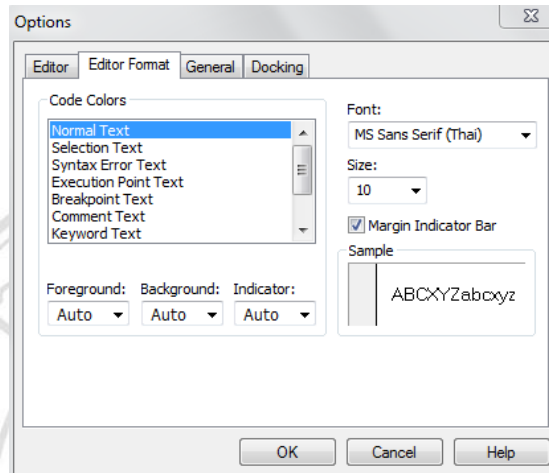 Options
Editor
Editor Format
General
Docking
Code Colors
Normal Text
Selection Text
Syntax Error Text
Execution Point Text
Breakpoint Text
Comment Text
Keyword Text
Foreground:
Background:
Indicator:
Auto
Auto
Auto
Font:
MS Sans Serif (Thai)
Size:
10
Margin Indicator Bar
Sample
ABCXYZabcxyz
OK
Cancel
Help